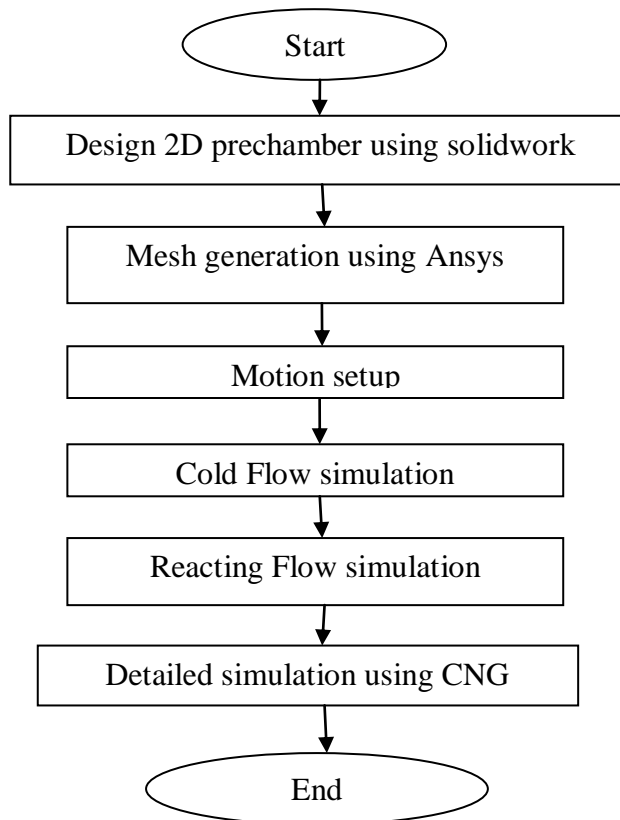 Start
Design 2D prechamber using solidwork
Mesh generation using Ansys
Motion setup
Cold Flow simulation
Reacting Flow simulation
Detailed simulation using CNG
End